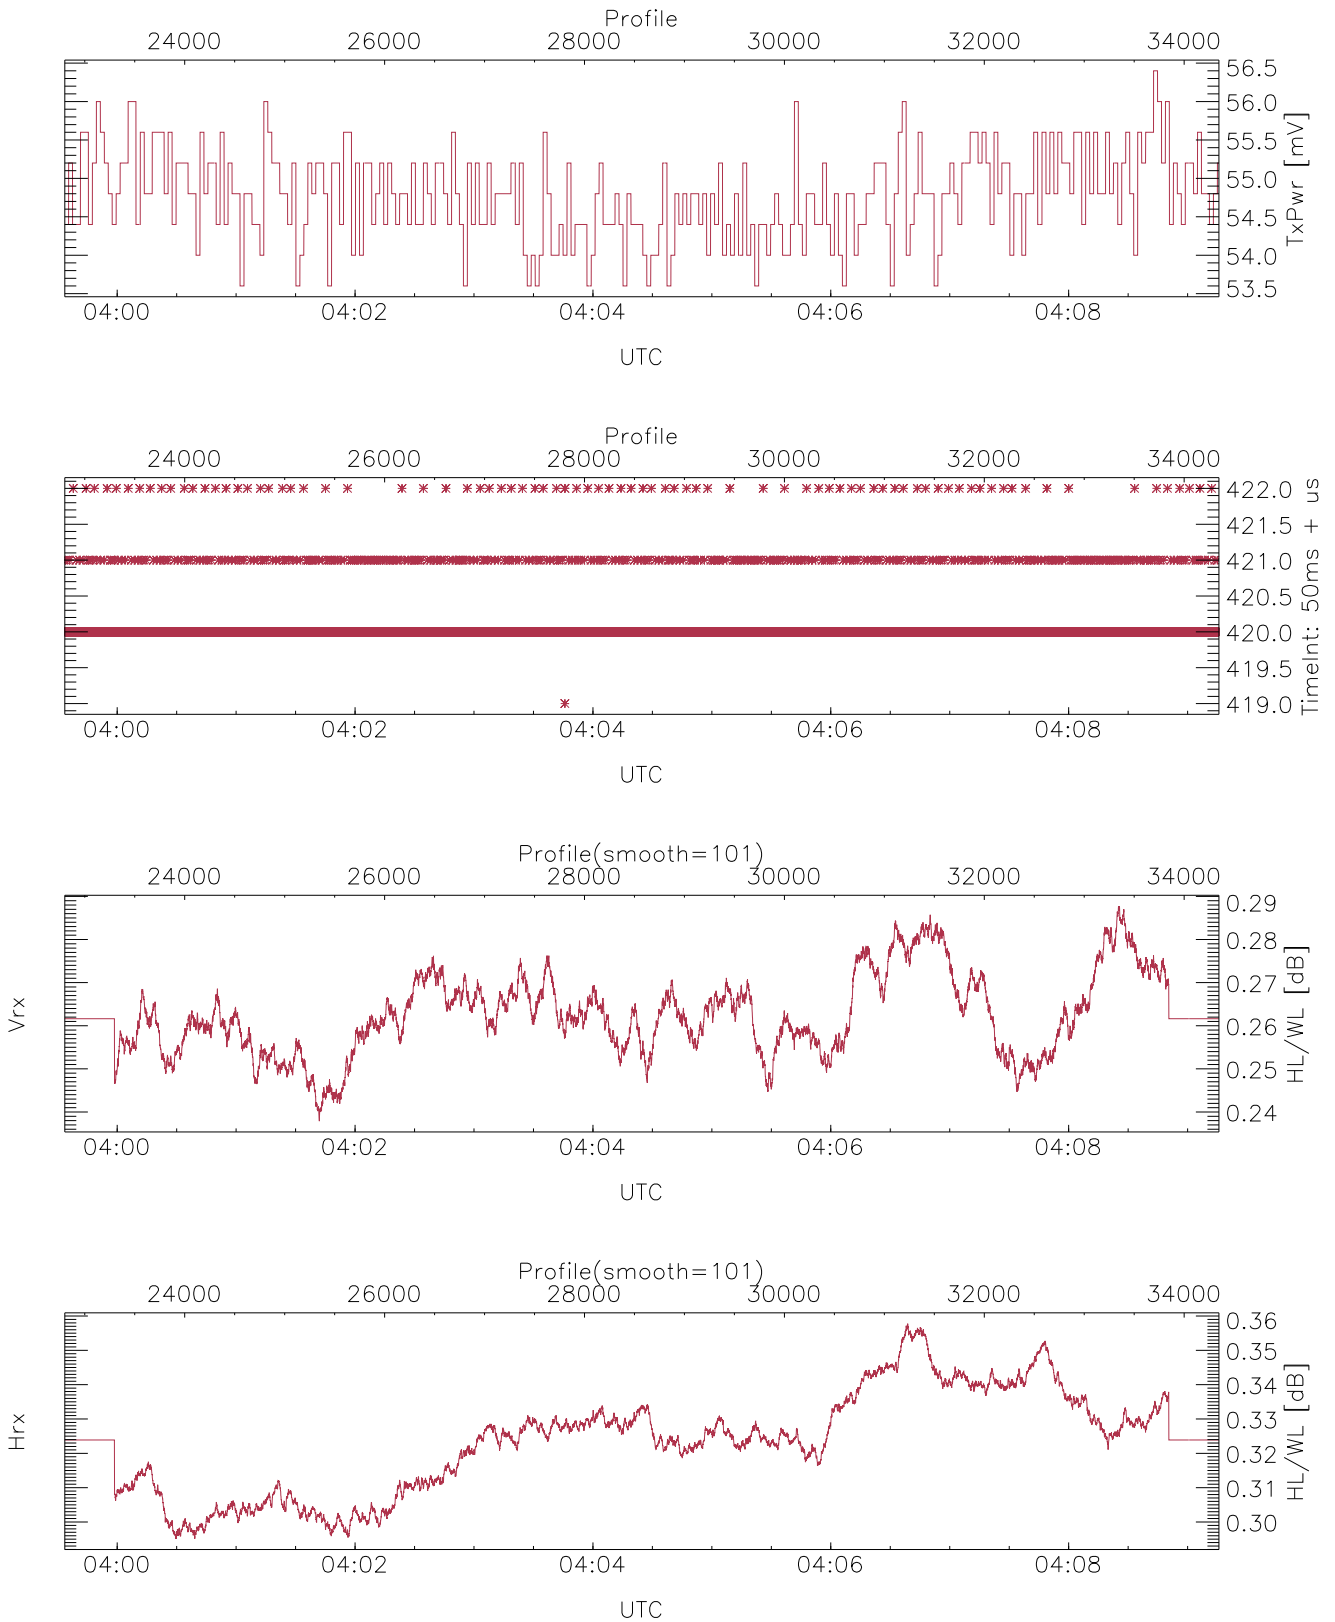 Profile
24000 26000 28000 30000 32000 34000
56.5
56.0
55.5
55.0
54.5
54.0
53.5
TxPwr [mV]
04:00 04:02 04:04 04:06 04:08
UTC
Profile
24000 26000 28000 30000 32000 34000
422.0
421.5
421.0
420.5
420.0
419.5
419.0
TimeInt: 50ms + us
04:00 04:02 04:04 04:06 04:08
UTC
Profile(smooth=101)
24000 26000 28000 30000 32000 34000
Vrx
0.29
0.28
0.27
0.26
0.25
0.24
HL/WL [dB]
04:00 04:02 04:04 04:06 04:08
UTC
Profile(smooth=101)
24000 26000 28000 30000 32000 34000
Hrx
0.36
0.35
0.34
0.33
0.32
0.31
0.30
HL/WL [dB]
04:00 04:02 04:04 04:06 04:08
UTC